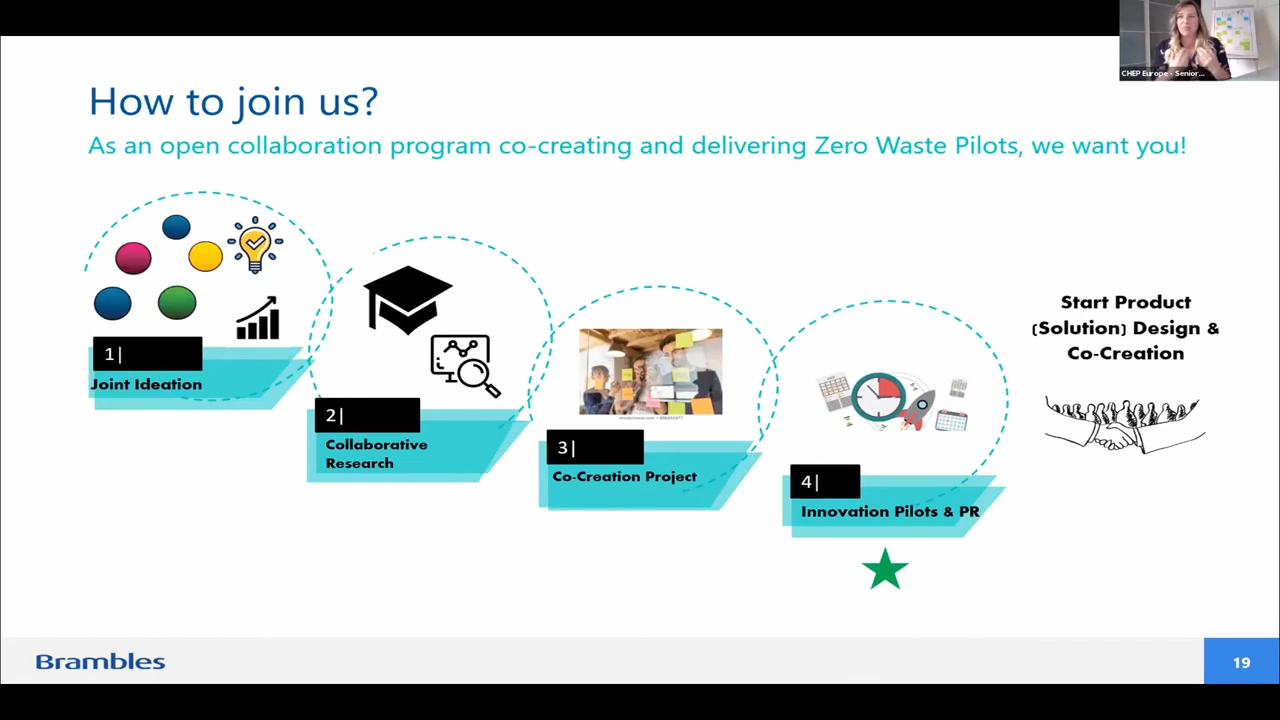 CHEP Europe - Senior...
How to join us?
As an open collaboration program co-creating and delivering Zero Waste Pilots, we want you!
1|
Joint Ideation
2|
Collaborative
Research
3|
Co-Creation Project
4|
Innovation Pilots & PR
Start Product
(Solution) Design &
Co-Creation
Brambles
19